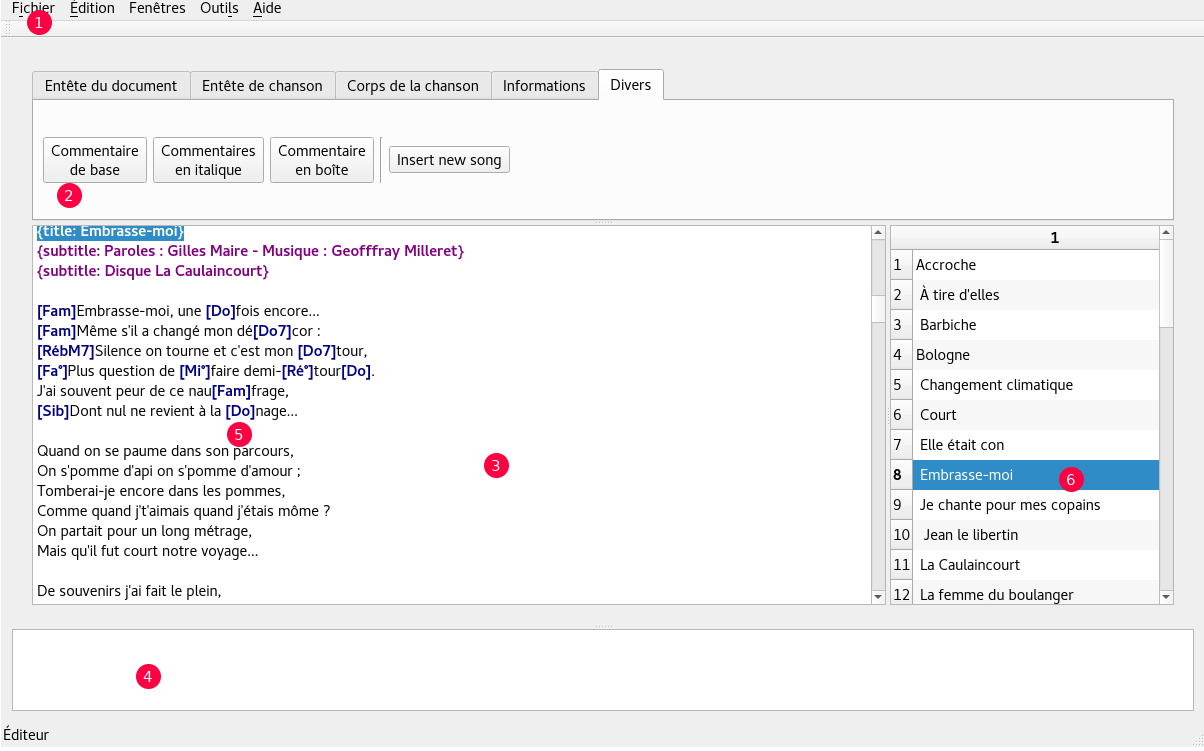 Fichier Édition Fenêtres Outils Aide
1
Entête du document Entête de chanson Corps de la chanson Informations Divers
Commentaire de base
Commentaires en italique
Commentaire en boîte
Insert new song
2
{title: Embrasse-moi}
{subtitle: Paroles : Gilles Maire - Musique : Geofffray Milleret}
{subtitle: Disque La Caulaincourt}
[Fam]Embrasse-moi, une [Do]fois encore...
[Fam]Même s'il a changé mon dé[Do7]cor :
[RébM7]Silence on tourne et c'est mon [Do7]tour,
[Fa°]Plus question de [Mi°]faire demi-[Ré°]tour[Do].
J'ai souvent peur de ce nau[Fam]frage,
[Sib]Dont nul ne revient à la [Do]nage...
5
Quand on se paume dans son parcours,
3
On s'pomme d'api on s'pomme d'amour ;
Tomberai-je encore dans les pommes,
Comme quand j't'aimais quand j'étais môme ?
On partait pour un long métrage,
Mais qu'il fut court notre voyage...
De souvenirs j'ai fait le plein,
1
1 Accroche
2 À tire d'elles
3 Barbiche
4 Bologne
5 Changement climatique
6 Court
7 Elle était con
8 Embrasse-moi 6
9 Je chante pour mes copains
10 Jean le libertin
11 La Caulaincourt
12 La femme du boulanger
4
Éditeur